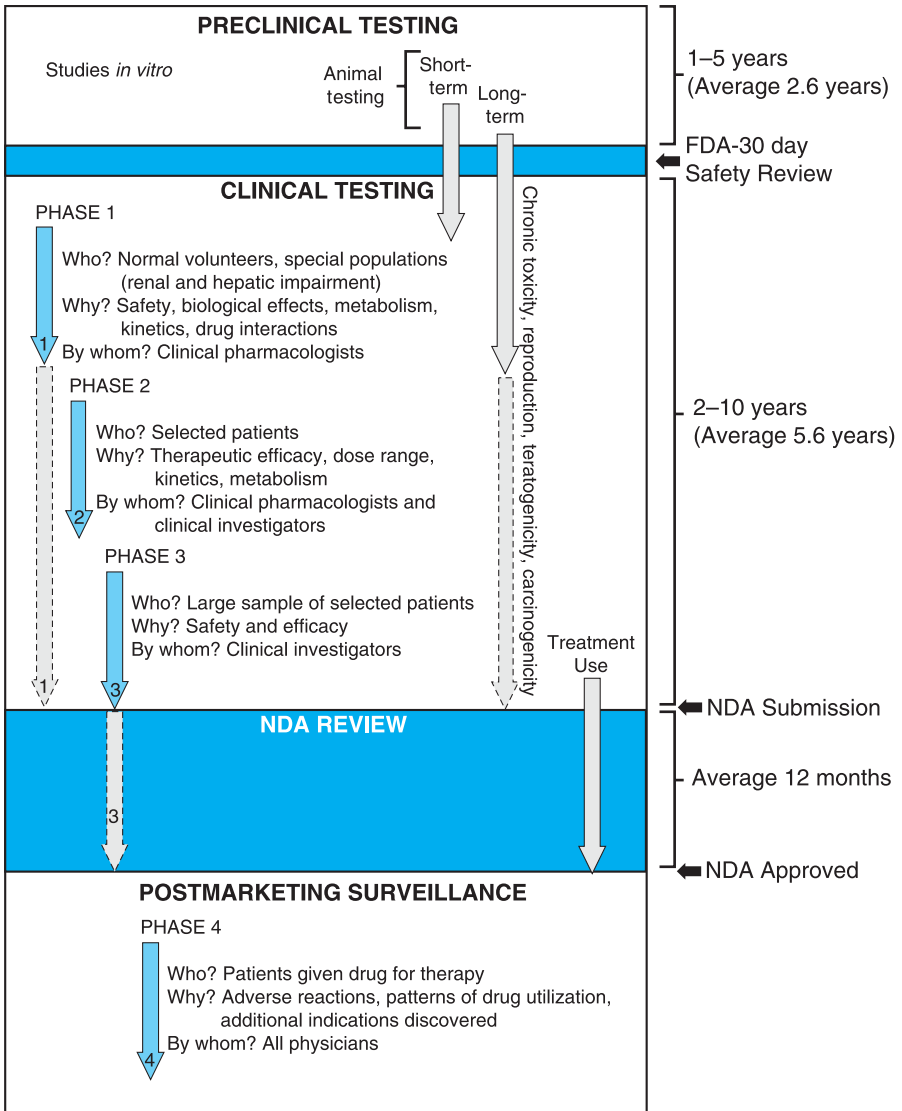 PRECLINICAL TESTING
Studies in vitro
Animal
testing
Short-
term
Long-
term
1–5 years
(Average 2.6 years)
FDA-30 day
Safety Review
CLINICAL TESTING
Chronic toxicity, reproduction, teratogenicity, carcinogenicity
PHASE 1
Who? Normal volunteers, special populations
(renal and hepatic impairment)
Why? Safety, biological effects, metabolism,
kinetics, drug interactions
By whom? Clinical pharmacologists
1
PHASE 2
Who? Selected patients
Why? Therapeutic efficacy, dose range,
kinetics, metabolism
By whom? Clinical pharmacologists and
clinical investigators
2
2–10 years
(Average 5.6 years)
PHASE 3
Who? Large sample of selected patients
Why? Safety and efficacy
By whom? Clinical investigators
1
3
Treatment
Use
NDA Submission
NDA REVIEW
3
Average 12 months
NDA Approved
POSTMARKETING SURVEILLANCE
PHASE 4
Who? Patients given drug for therapy
Why? Adverse reactions, patterns of drug utilization,
additional indications discovered
By whom? All physicians
4